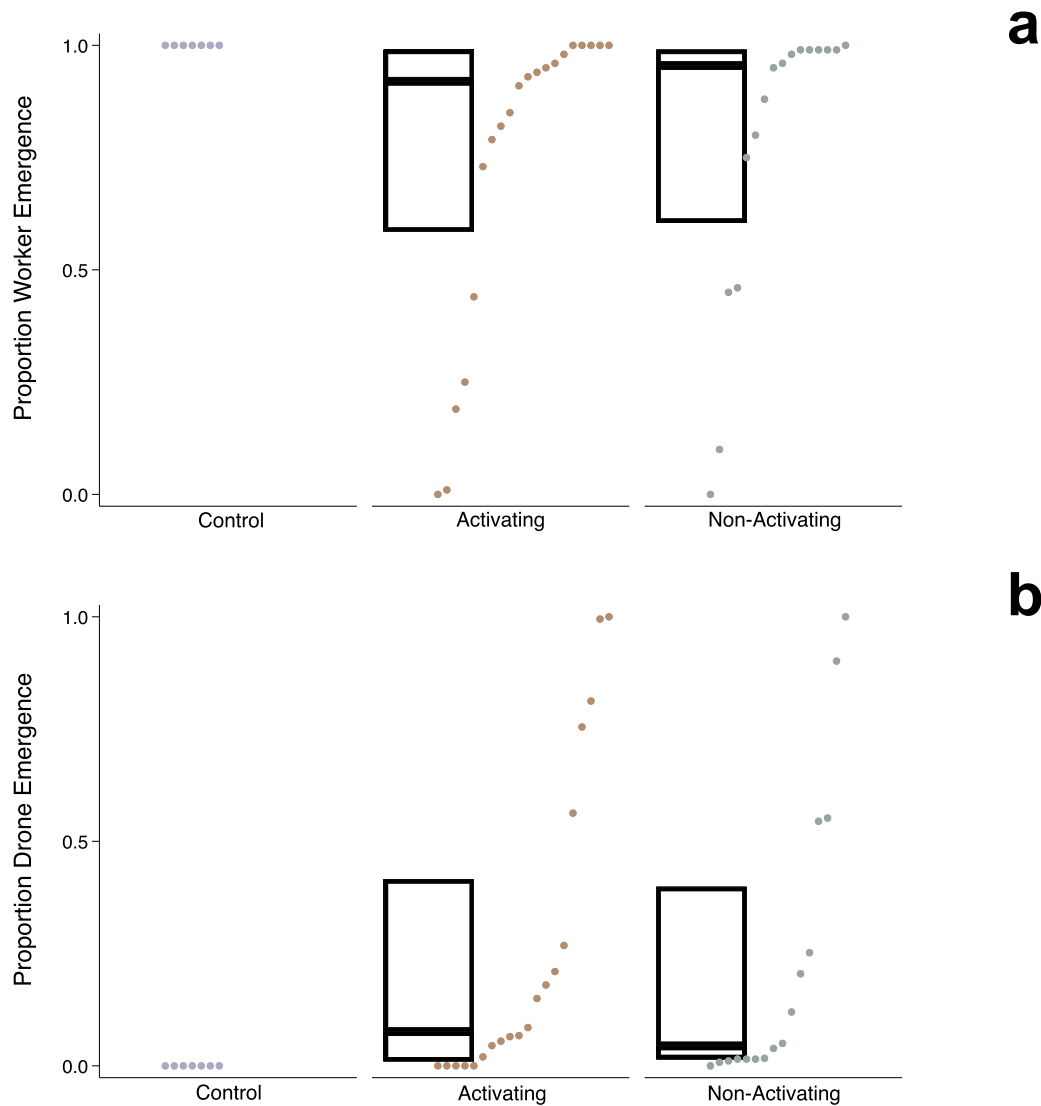 a
Proportion Worker Emergence
1.0
0.5
0.0
Control
Activating
Non-Activating
b
Proportion Drone Emergence
1.0
0.5
0.0
Control
Activating
Non-Activating